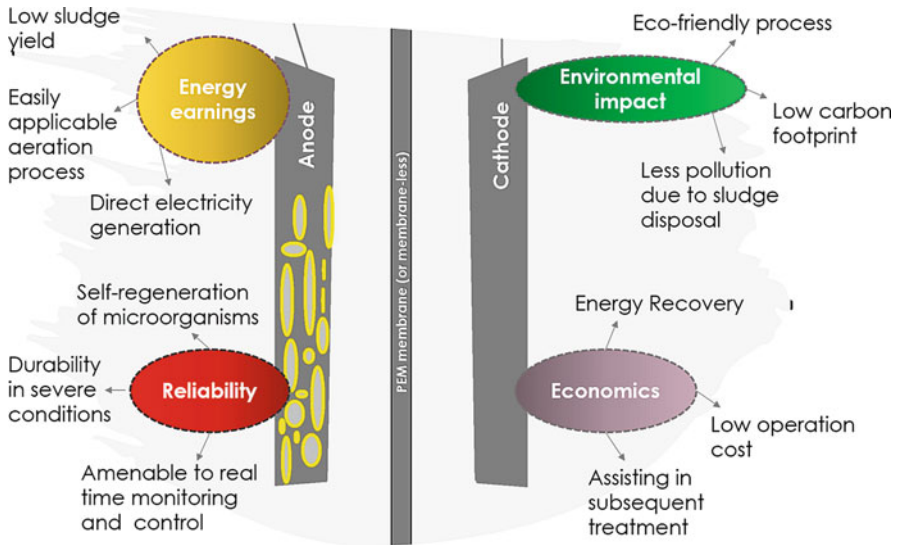 Low sludge
yield
Energy
earnings
Easily
applicable
aeration
process
Direct electricity
generation
Anode
Self-regeneration
of microorganisms
Durability
in severe
conditions
Reliability
Amenable to real
time monitoring
and control
PEM membrane (or membrane-less)
Cathode
Eco-friendly process
Environmental
impact
Low carbon
footprint
Less pollution
due to sludge
disposal
Energy Recovery
Economics
Low operation
cost
Assisting in
subsequent
treatment